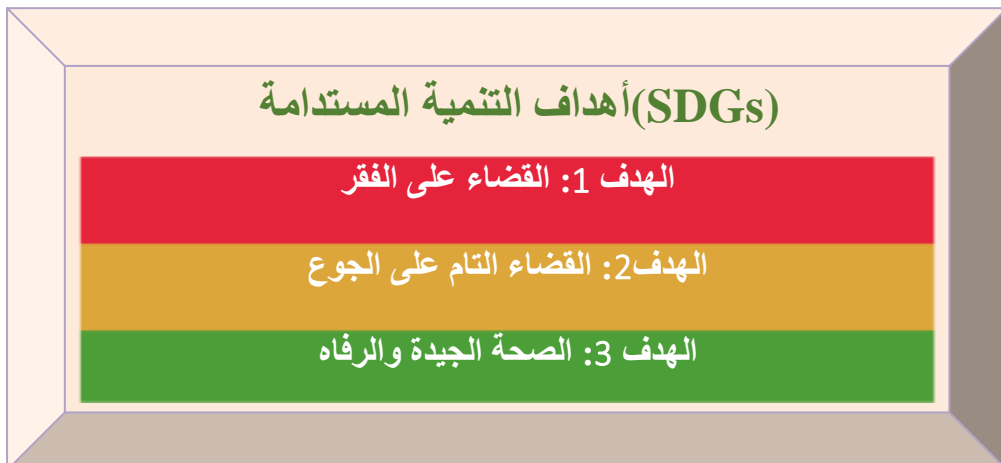 أهداف التنمية المستدامة(SDGs)
الهدف 1: القضاء على الفقر
الهدف2: القضاء التام على الجوع
الهدف 3: الصحة الجيدة والرفاه